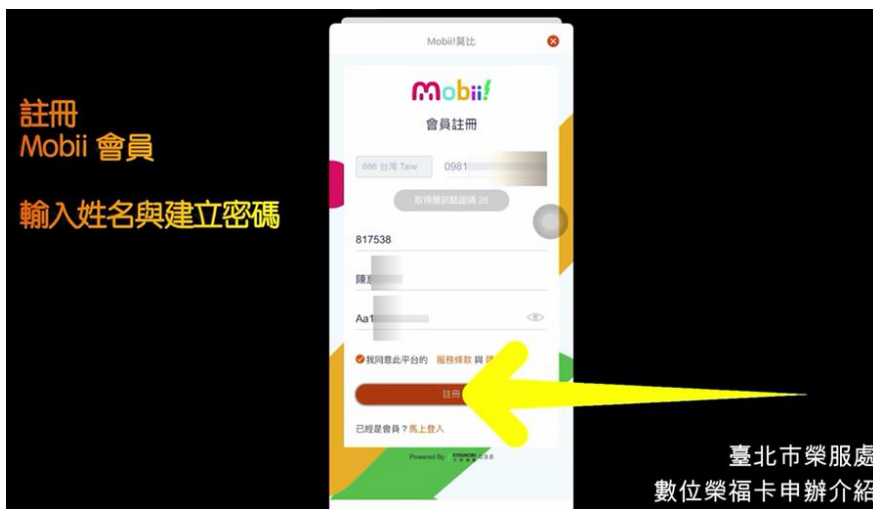 註冊
Mobii 會員
輸入姓名與建立密碼
Mobii!莫比
Mobii!
會員註冊
886 台灣 Taiw
0981
取得簡訊驗證碼 26
817538
陳
Aa1
我同意此平台的 服務條款 與
註冊
已經是會員？馬上登入
Powered By
臺北市榮服處
數位榮福卡申辦介紹